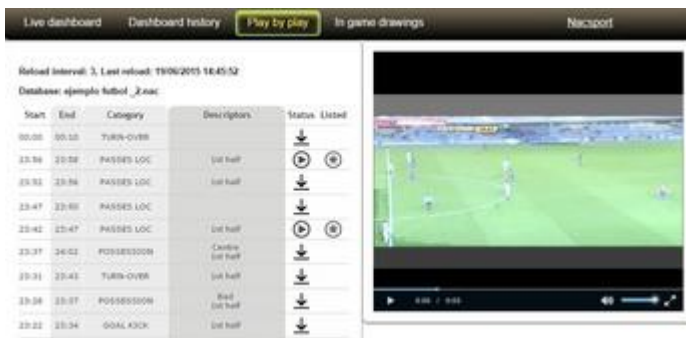 Live dashboard Dashboard history Play by play In game drawings Nacsport
Reload interval: 3, Last reload: 19/06/2015 18:45:52
Database: ejemplo futbol _2.nac
Start End Category Descriptors Status Listed
00:00 00:10 TURN-OVER
23:56 23:58 PASSES LOC 1st half
23:52 23:56 PASSES LOC 1st half
23:47 23:50 PASSES LOC
23:42 23:47 PASSES LOC 1st half
23:37 24:02 POSSESSION Centre
1st half
23:31 23:43 TURN-OVER 1st half
23:28 23:37 POSSESSION Bad
1st half
23:22 23:34 GOAL KICK 1st half